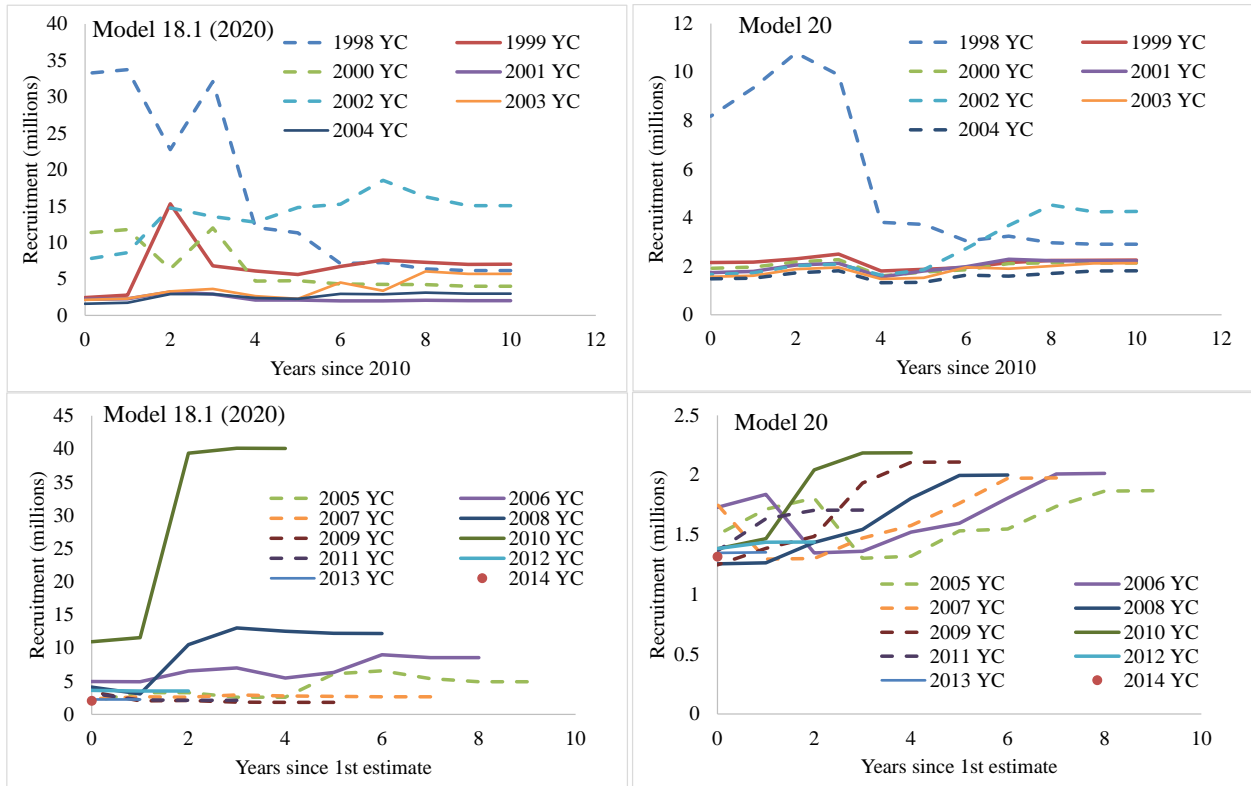 Model 18.1 (2020)
1998 YC 1999 YC
2000 YC 2001 YC
2002 YC 2003 YC
2004 YC
Recruitment (millions)
40
35
30
25
20
15
10
5
0
0 2 4 6 8 10 12
Years since 2010
Model 20
1998 YC 1999 YC
2000 YC 2001 YC
2002 YC 2003 YC
2004 YC
Recruitment (millions)
12
10
8
6
4
2
0
0 2 4 6 8 10 12
Years since 2010
Model 18.1 (2020)
2005 YC 2006 YC
2007 YC 2008 YC
2009 YC 2010 YC
2011 YC 2012 YC
2013 YC 2014 YC
Recruitment (millions)
45
40
35
30
25
20
15
10
5
0
0 2 4 6 8 10
Years since 1st estimate
Model 20
2005 YC 2006 YC
2007 YC 2008 YC
2009 YC 2010 YC
2011 YC 2012 YC
2013 YC 2014 YC
Recruitment (millions)
2.5
2
1.5
1
0.5
0
0 2 4 6 8 10
Years since 1st estimate